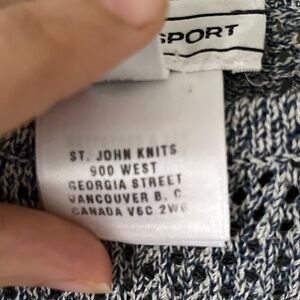 SPORT
ST. JOHN KNITS
900 WEST
GEORGIA STREET
VANCOUVER B. C.
CANADA V6C 2W6